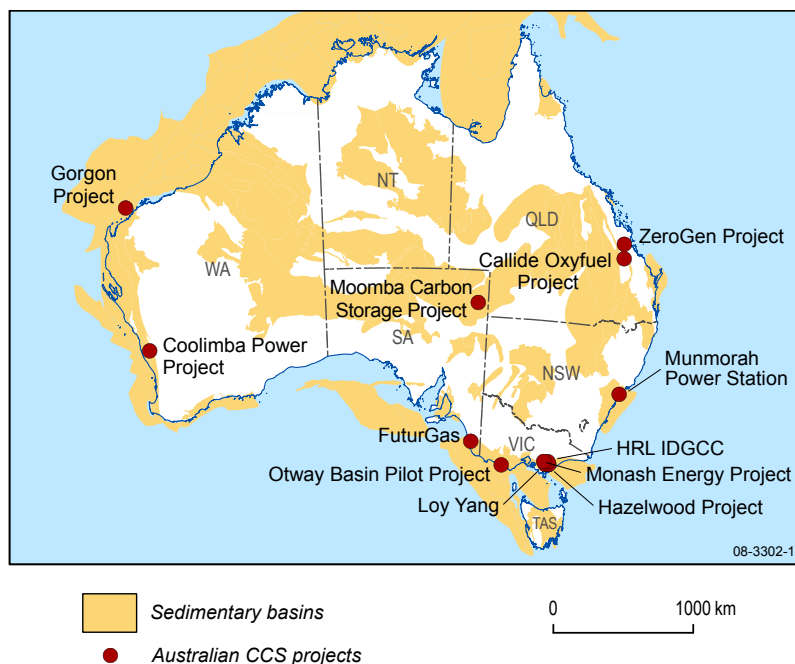 Gorgon
Project
NT
QLD
ZeroGen Project
WA
Callide Oxyfuel
Project
Moomba Carbon
Storage Project
SA
Coolimba Power
Project
NSW
Munmorah
Power Station
FuturGas
VIC
HRL IDGCC
Otway Basin Pilot Project
Monash Energy Project
Loy Yang
Hazelwood Project
TAS
08-3302-1
Sedimentary basins
0 1000 km
Australian CCS projects